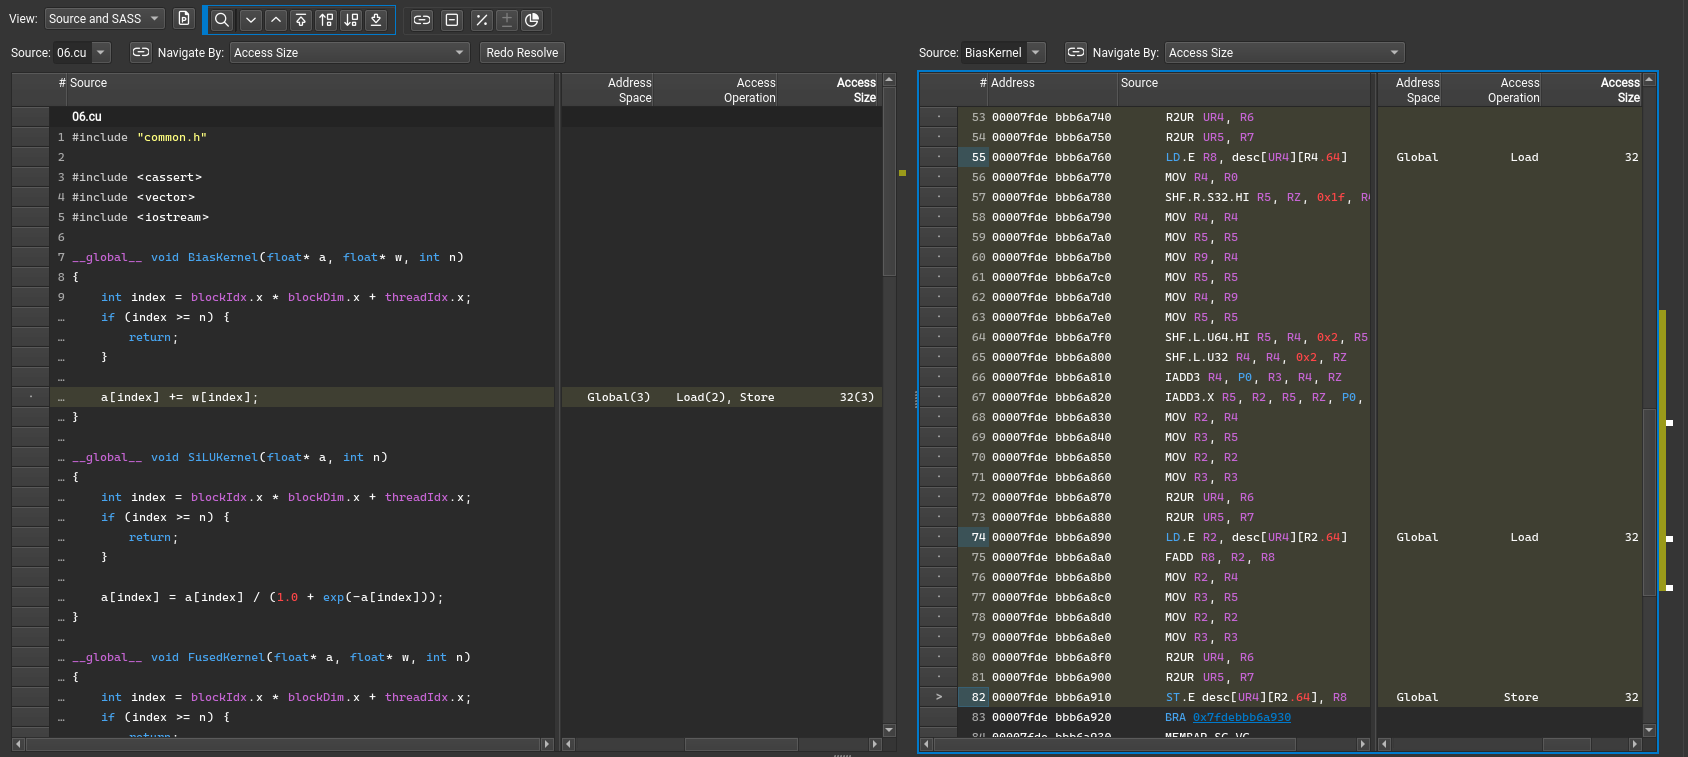 View: Source and SASS
Source: 06.cu Navigate By: Access Size Redo Resolve
# Source Address Space Access Operation Access Size
06.cu
1 #include "common.h"
2
3 #include <cassert>
4 #include <vector>
5 #include <iostream>
6
7 __global__ void BiasKernel(float* a, float* w, int n)
8 {
9 int index = blockIdx.x * blockDim.x + threadIdx.x;
… if (index >= n) {
… return;
… }
…
… a[index] += w[index]; Global(3) Load(2), Store 32(3)
… }
…
… __global__ void SiLUKernel(float* a, int n)
… {
… int index = blockIdx.x * blockDim.x + threadIdx.x;
… if (index >= n) {
… return;
… }
…
… a[index] = a[index] / (1.0 + exp(-a[index]));
… }
…
… __global__ void FusedKernel(float* a, float* w, int n)
… {
… int index = blockIdx.x * blockDim.x + threadIdx.x;
… if (index >= n) {
… return;
Source: BiasKernel Navigate By: Access Size
# Address Source Address Space Access Operation Access Size
53 00007fde bbb6a740 R2UR UR4, R6
54 00007fde bbb6a750 R2UR UR5, R7
55 00007fde bbb6a760 LD.E R8, desc[UR4][R4.64] Global Load 32
56 00007fde bbb6a770 MOV R4, R0
57 00007fde bbb6a780 SHF.R.S32.HI R5, RZ, 0x1f, R
58 00007fde bbb6a790 MOV R4, R4
59 00007fde bbb6a7a0 MOV R5, R5
60 00007fde bbb6a7b0 MOV R9, R4
61 00007fde bbb6a7c0 MOV R5, R5
62 00007fde bbb6a7d0 MOV R4, R9
63 00007fde bbb6a7e0 MOV R5, R5
64 00007fde bbb6a7f0 SHF.L.U64.HI R5, R4, 0x2, R5
65 00007fde bbb6a800 SHF.L.U32 R4, R4, 0x2, RZ
66 00007fde bbb6a810 IADD3 R4, P0, R3, R4, RZ
67 00007fde bbb6a820 IADD3.X R5, R2, R5, RZ, P0,
68 00007fde bbb6a830 MOV R2, R4
69 00007fde bbb6a840 MOV R3, R5
70 00007fde bbb6a850 MOV R2, R2
71 00007fde bbb6a860 MOV R3, R3
72 00007fde bbb6a870 R2UR UR4, R6
73 00007fde bbb6a880 R2UR UR5, R7
74 00007fde bbb6a890 LD.E R2, desc[UR4][R2.64] Global Load 32
75 00007fde bbb6a8a0 FADD R8, R2, R8
76 00007fde bbb6a8b0 MOV R2, R4
77 00007fde bbb6a8c0 MOV R3, R5
78 00007fde bbb6a8d0 MOV R2, R2
79 00007fde bbb6a8e0 MOV R3, R3
80 00007fde bbb6a8f0 R2UR UR4, R6
81 00007fde bbb6a900 R2UR UR5, R7
> 82 00007fde bbb6a910 ST.E desc[UR4][R2.64], R8 Global Store 32
83 00007fde bbb6a920 BRA 0x7fdebbb6a930
84 00007fde bbb6a930 MEMBAR.SC.VC